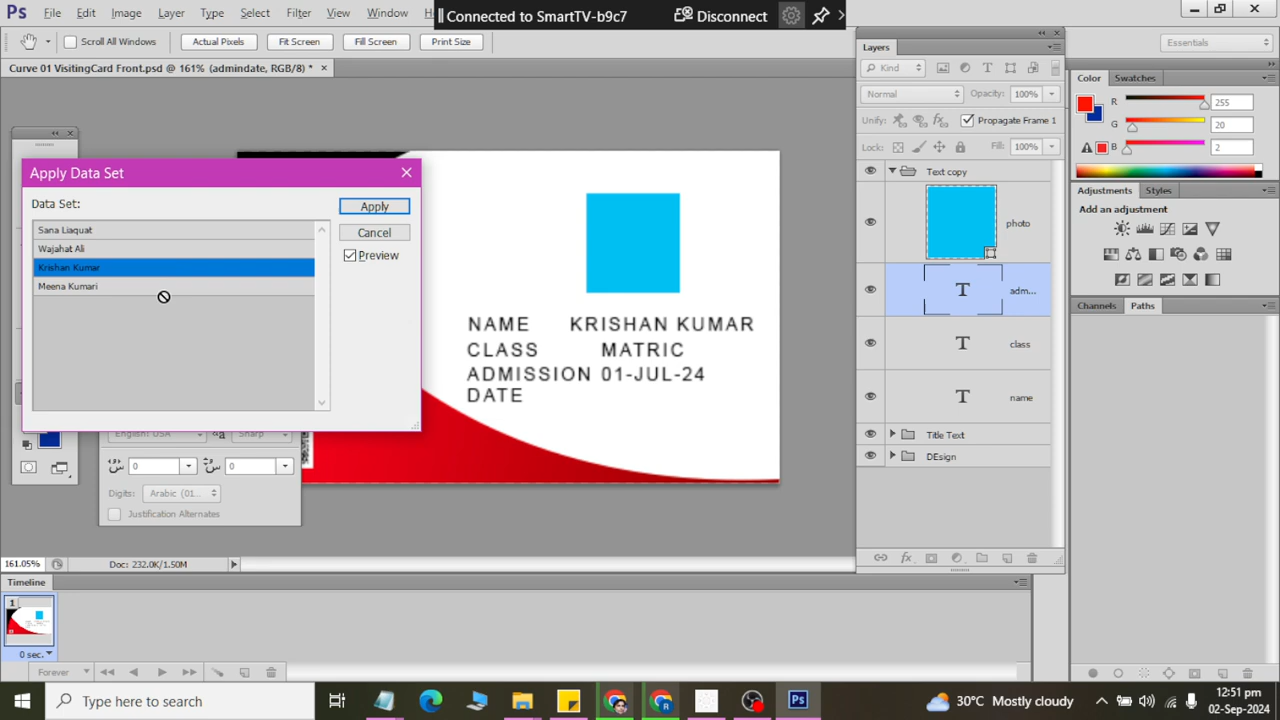 Ps File Edit Image Layer Type Select Filter View Window H
Connected to SmartTV-b9c7 Disconnect
Scroll All Windows Actual Pixels Fit Screen Fill Screen Print Size
Essentials
Curve 01 VisitingCard Front.psd @ 161% (admindate, RGB/8) *
Apply Data Set
Data Set:
Sana Liaquat
Wajahat Ali
Krishan Kumar
Meena Kumari
Apply
Cancel
Preview
NAME KRISHAN KUMAR
CLASS MATRIC
ADMISSION 01-JUL-24
DATE
English: USA Sharp
0 0
Digits: Arabic (01...
Justification Alternates
161.05% Doc: 232.0K/1.50M
Layers
Kind
Normal Opacity: 100%
Unify: Propagate Frame 1
Lock: Fill: 100%
Text copy
photo
adm...
class
name
Title Text
DEsign
Color Swatches
R 255
G 20
B 2
Adjustments Styles
Add an adjustment
Channels Paths
Timeline
1
0 sec.
Forever
Type here to search
30°C Mostly cloudy
12:51 pm
02-Sep-2024